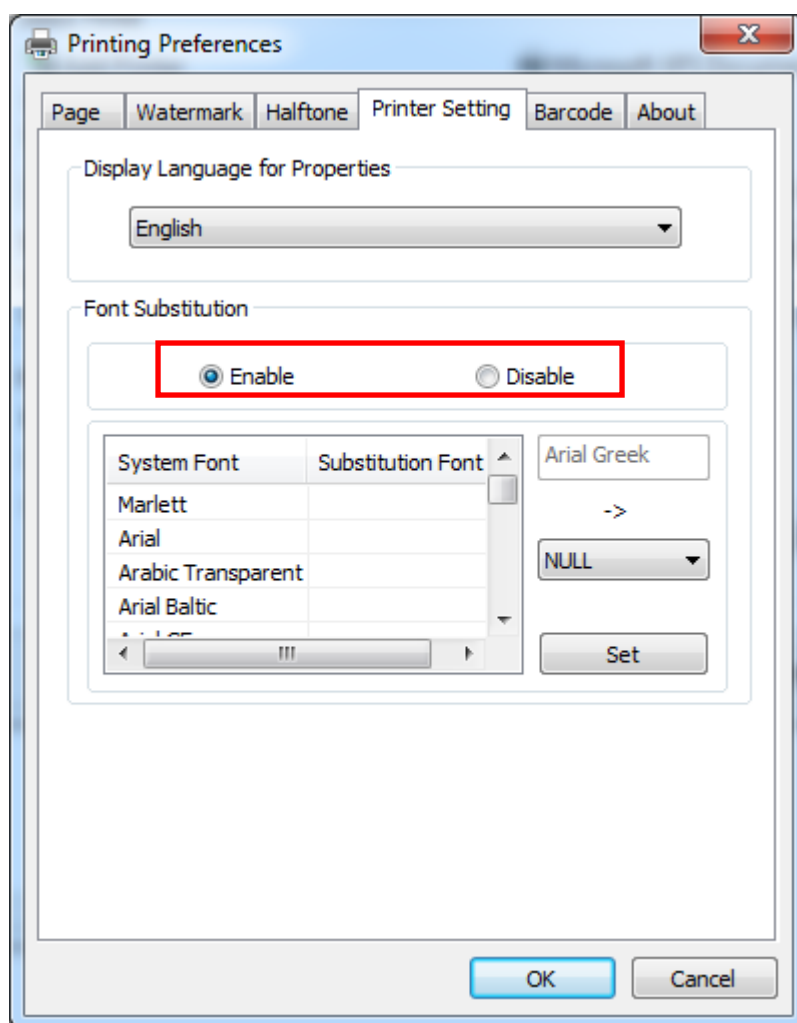 Printing Preferences
Page Watermark Halftone Printer Setting Barcode About
Display Language for Properties
English
Font Substitution
Enable Disable
System Font Substitution Font
Marlett
Arial
Arabic Transparent
Arial Baltic
Arial Greek
->
NULL
Set
OK Cancel